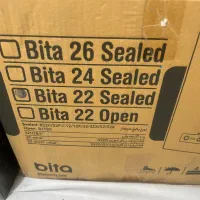 Bita 26 Sealed
Bita 24 Sealed
Bita 22 Sealed
Bita 22 Open
bita